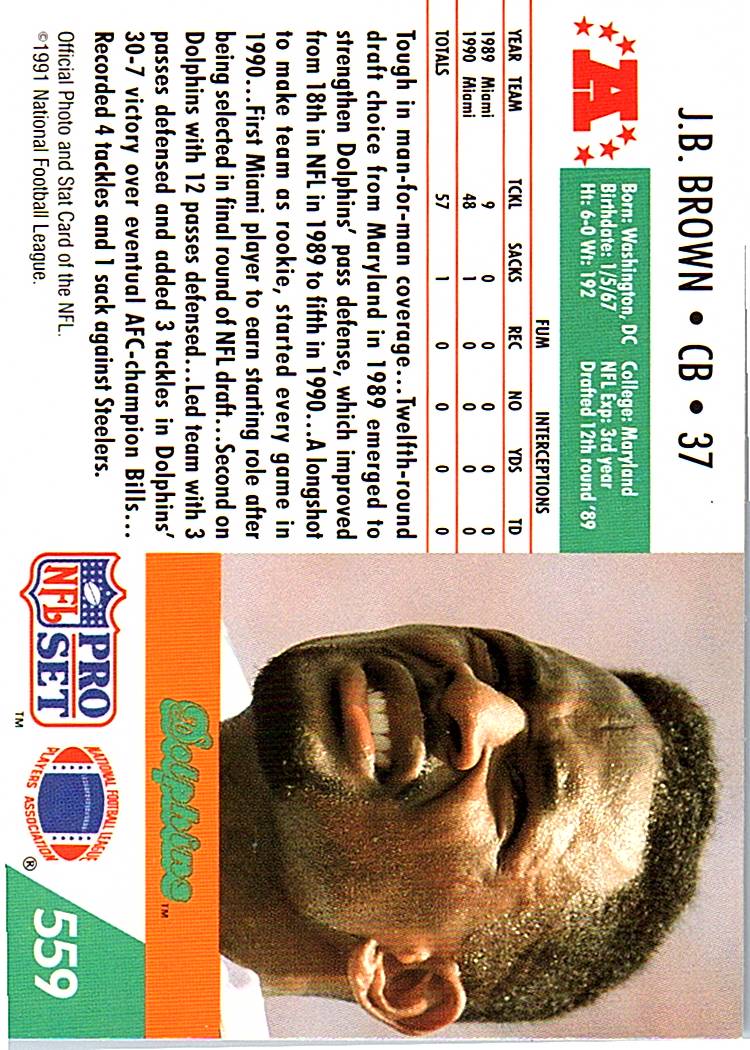 J.B. BROWN • CB • 37
Born: Washington, DC College: Maryland
Birthdate: 1/5/67 NFL Exp: 3rd year
Ht: 6-0 Wt: 192 Drafted 12th round '89
A
FUM INTERCEPTIONS
YEAR TEAM TCKL SACKS REC NO YDS TD
1989 Miami 9 0 0 0 0 0
1990 Miami 48 1 0 0 0 0
TOTALS 57 1 0 0 0 0
Tough in man-for-man coverage...Twelfth-round
draft choice from Maryland in 1989 emerged to
strengthen Dolphins' pass defense, which improved
from 18th in NFL in 1989 to fifth in 1990...A longshot
to make team as rookie, started every game in
1990...First Miami player to earn starting role after
being selected in final round of NFL draft...Second on
Dolphins with 12 passes defensed...Led team with 3
passes defensed and added 3 tackles in Dolphins'
30-7 victory over eventual AFC-champion Bills...
Recorded 4 tackles and 1 sack against Steelers.
Official Photo and Stat Card of the NFL.
©1991 National Football League.
Dolphins™
PRO
NFL SET™
NATIONAL FOOTBALL LEAGUE
PLAYERS ASSOCIATION®
559